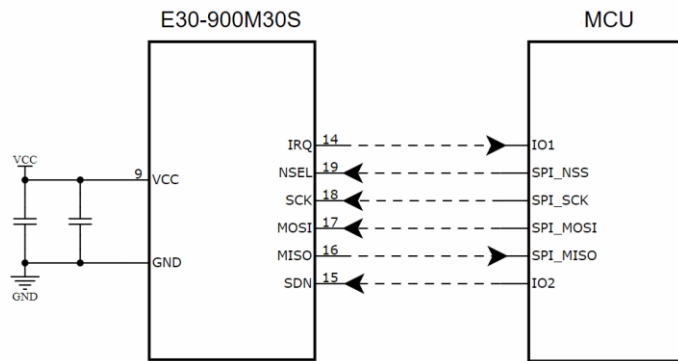 E30-900M30S
MCU
IRQ 14 IO1
VCC
NSEL 19 SPI_NSS
9 VCC
SCK 18 SPI_SCK
MOSI 17 SPI_MOSI
GND
MISO 16 SPI_MISO
SDN 15 IO2
GND